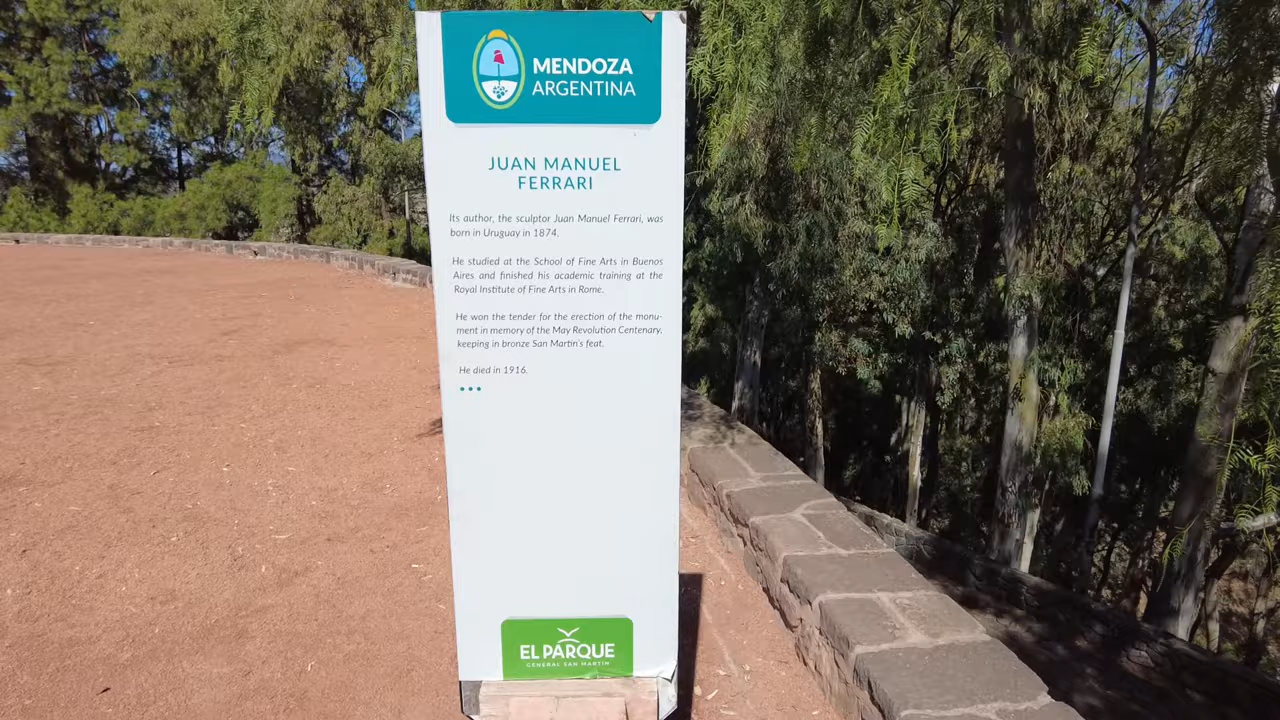 MENDOZA
ARGENTINA
JUAN MANUEL
FERRARI
Its author, the sculptor Juan Manuel Ferrari, was
born in Uruguay in 1874.
He studied at the School of Fine Arts in Buenos
Aires and finished his academic training at the
Royal Institute of Fine Arts in Rome.
He won the tender for the erection of the monu-
ment in memory of the May Revolution Centenary,
keeping in bronze San Martín's feat.
He died in 1916.
EL PARQUE
GENERAL SAN MARTÍN